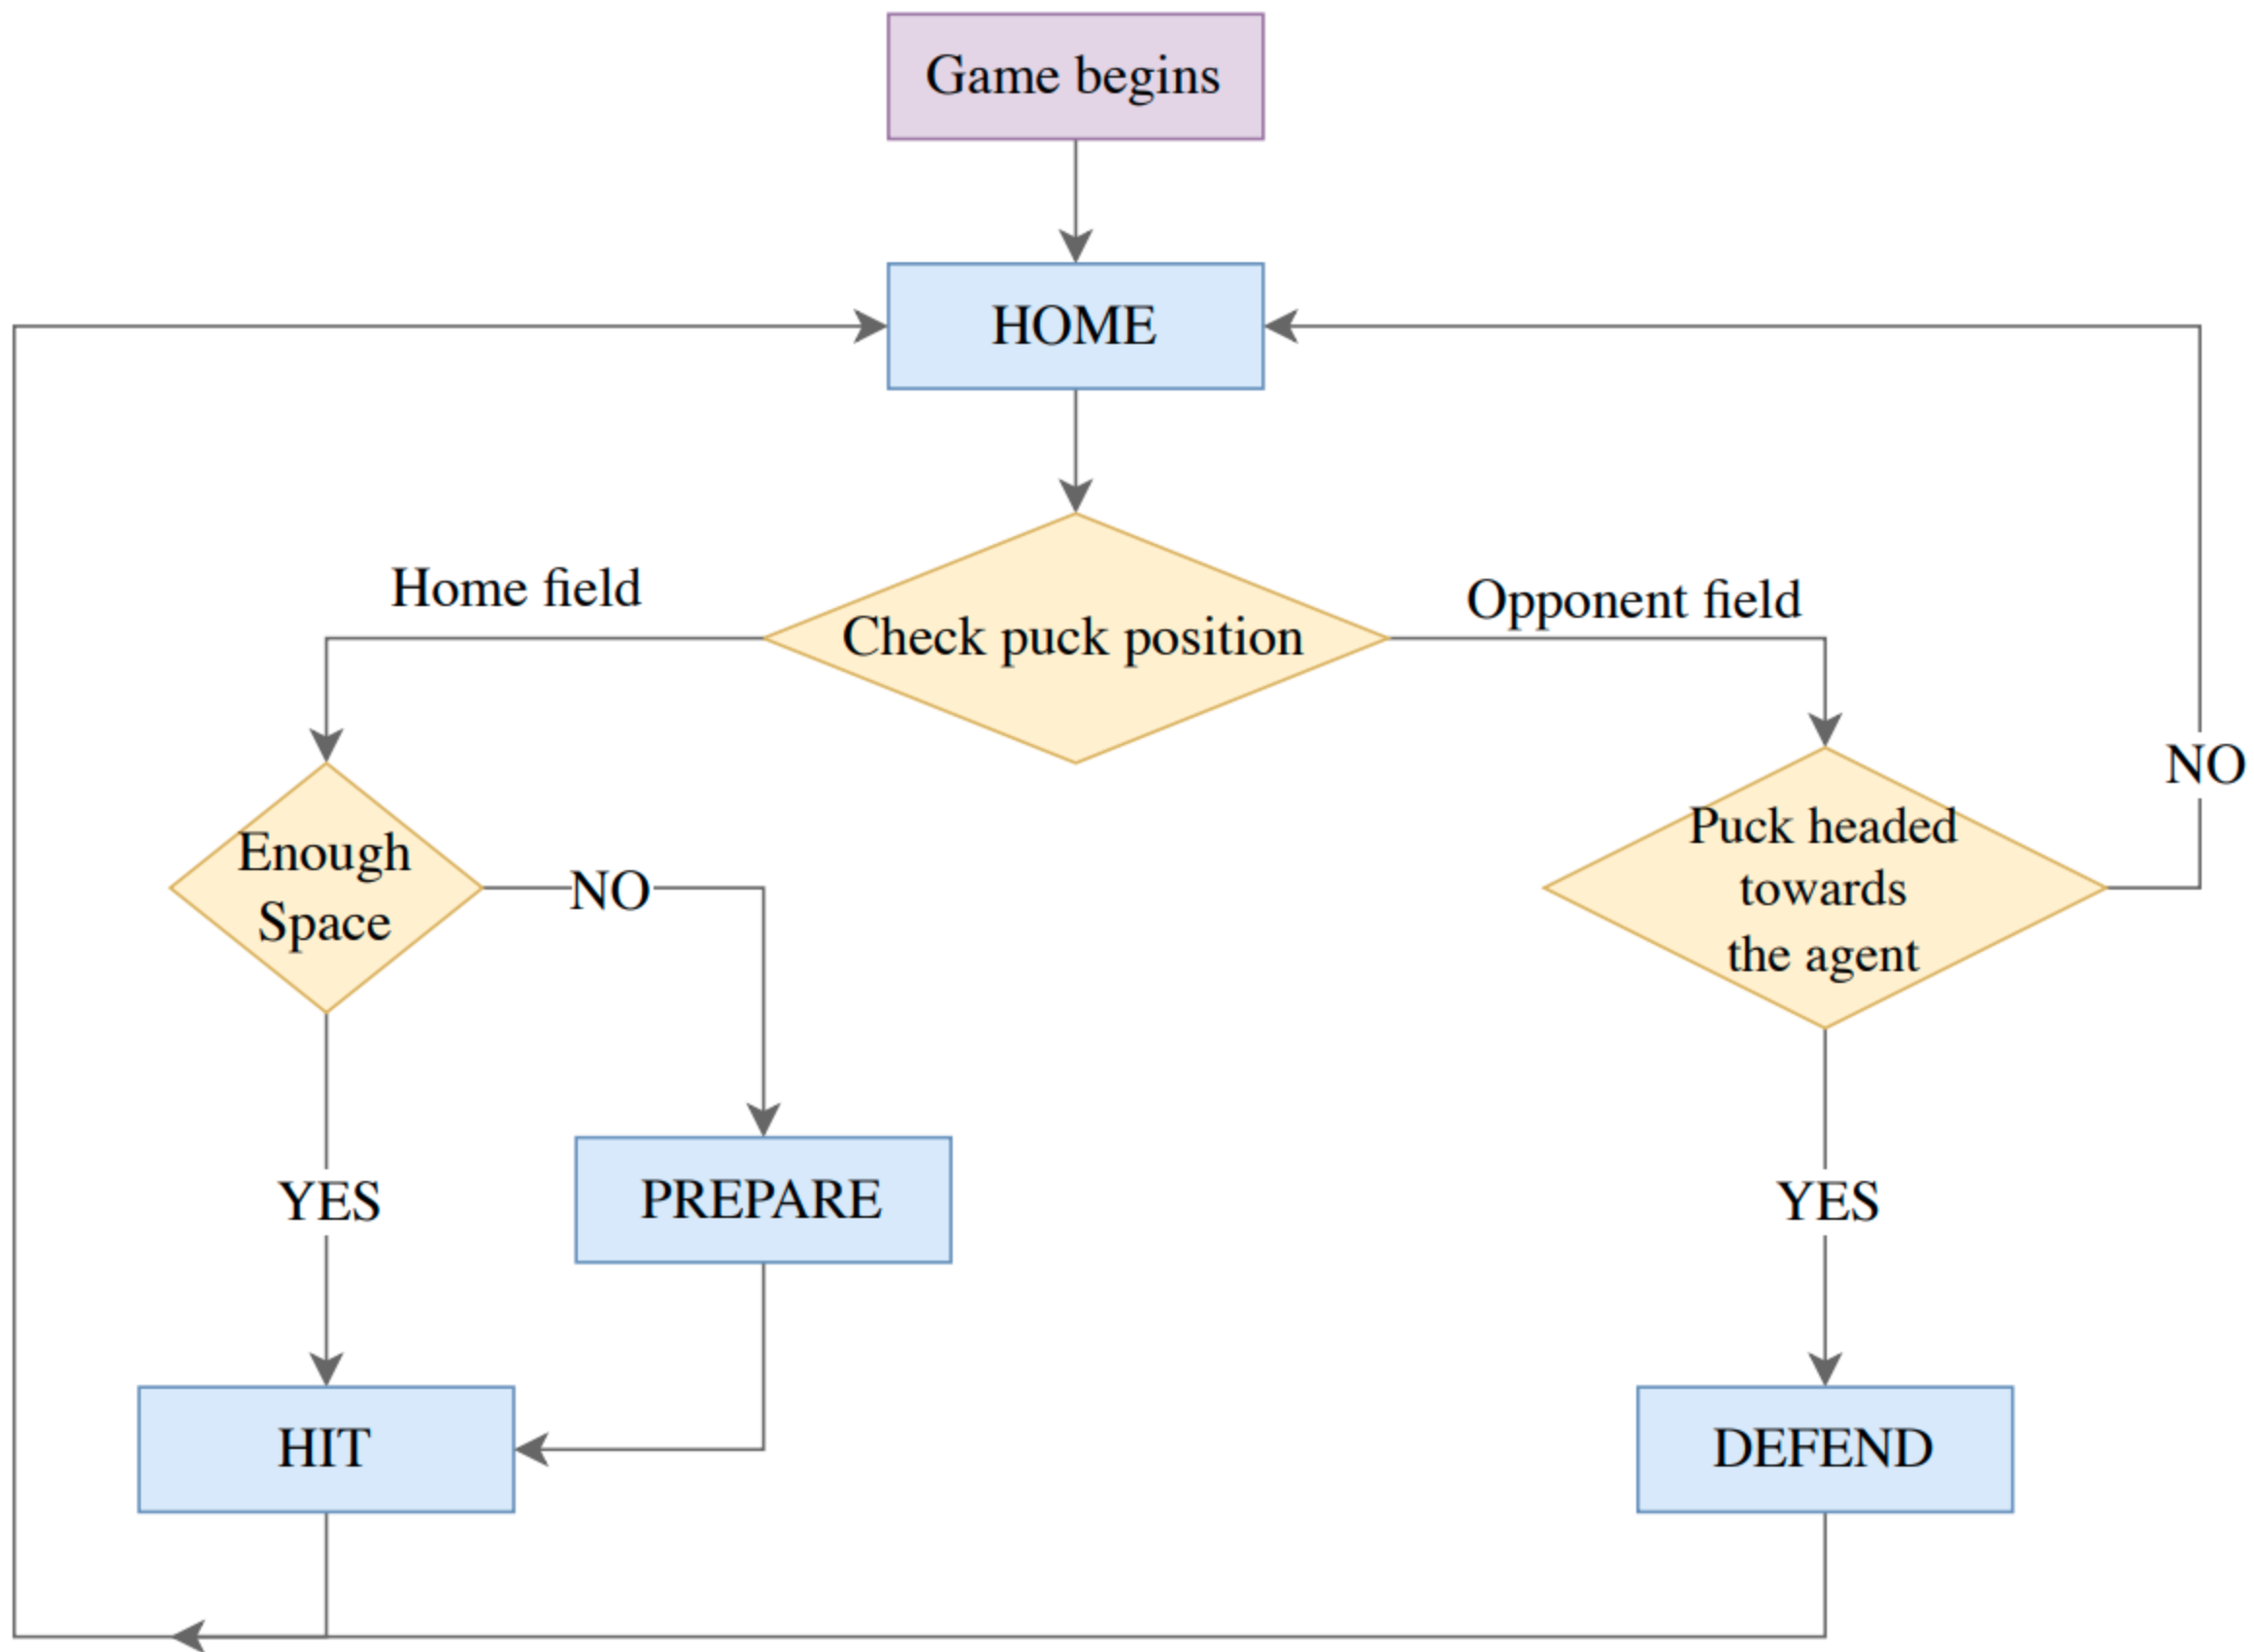 Game begins
HOME
Home field
Opponent field
Check puck position
NO
Enough
Space
NO
Puck headed
towards
the agent
YES
PREPARE
YES
HIT
DEFEND